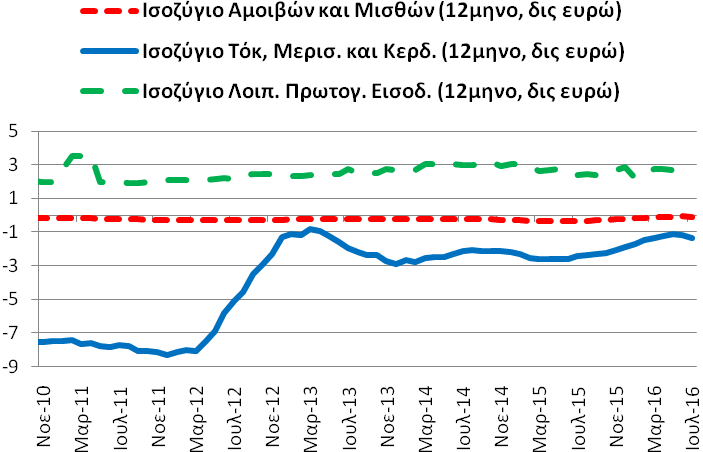 Ισοζύγιο Αμοιβών και Μισθών (12μηνο, δις ευρώ)
Ισοζύγιο Τόκ, Μερισ. και Κερδ. (12μηνο, δις ευρώ)
Ισοζύγιο Λοιπ. Πρωτογ. Εισοδ. (12μηνο, δις ευρώ)
5
3
1
-1
-3
-5
-7
-9
Νοε-10
Μαρ-11
Ιουλ-11
Νοε-11
Μαρ-12
Ιουλ-12
Νοε-12
Μαρ-13
Ιουλ-13
Νοε-13
Μαρ-14
Ιουλ-14
Νοε-14
Μαρ-15
Ιουλ-15
Νοε-15
Μαρ-16
Ιουλ-16